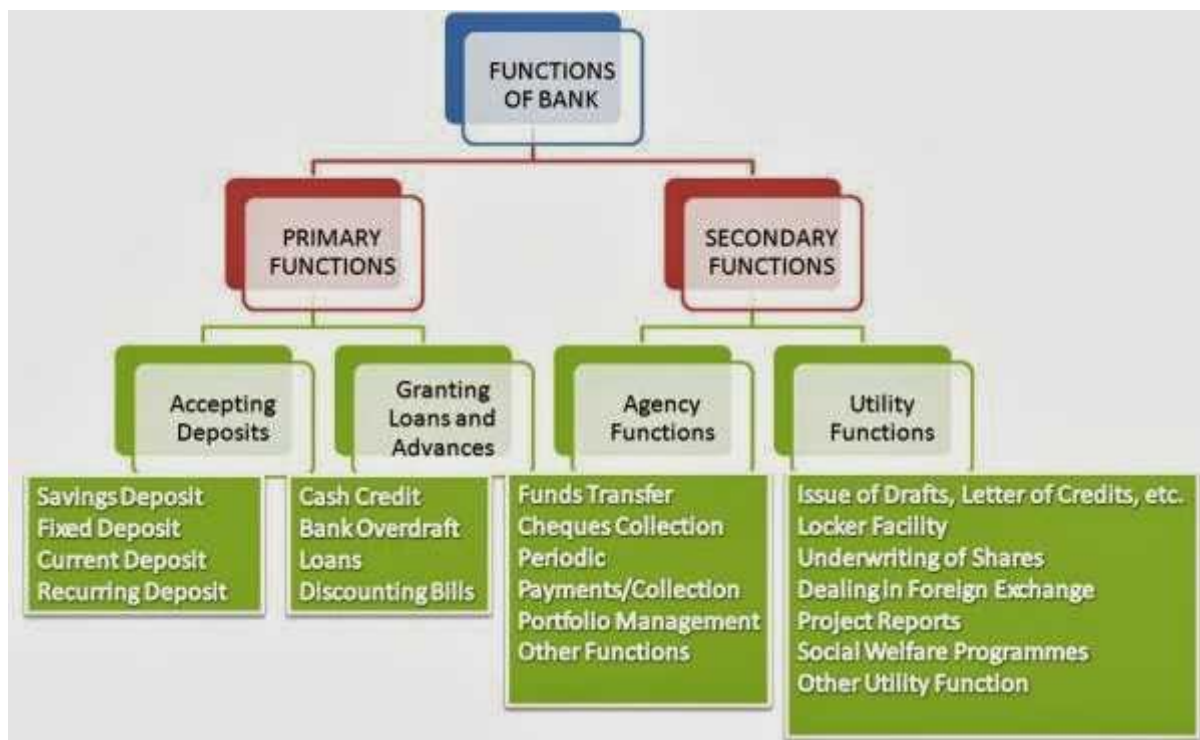 FUNCTIONS
OF BANK
PRIMARY
FUNCTIONS
SECONDARY
FUNCTIONS
Accepting
Deposits
Granting
Loans and
Advances
Agency
Functions
Utility
Functions
Savings Deposit
Fixed Deposit
Current Deposit
Recurring Deposit
Cash Credit
Bank Overdraft
Loans
Discounting Bills
Funds Transfer
Cheques Collection
Periodic
Payments/Collection
Portfolio Management
Other Functions
Issue of Drafts, Letter of Credits, etc.
Locker Facility
Underwriting of Shares
Dealing in Foreign Exchange
Project Reports
Social Welfare Programmes
Other Utility Function